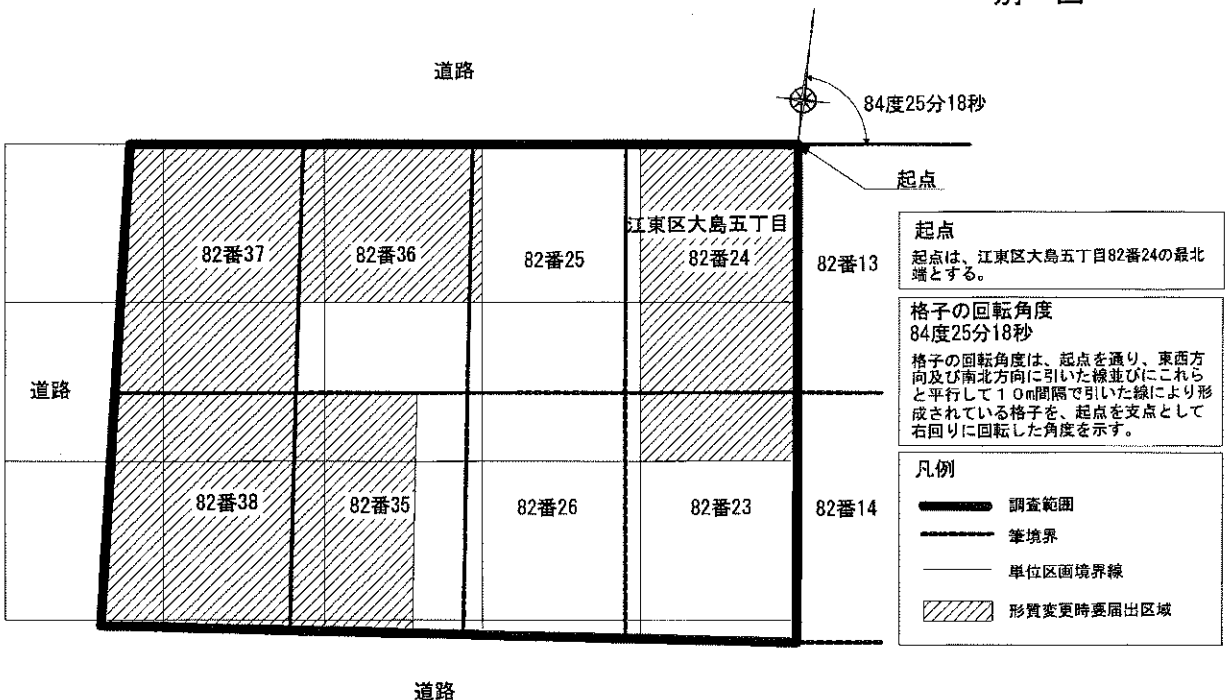 別 図
道路
84度25分18秒
起点
江東区大島五丁目
82番37
82番36
82番25
82番24
82番13
道路
82番38
82番35
82番26
82番23
82番14
道路
起点
起点は、江東区大島五丁目82番24の最北
端とする。
格子の回転角度
84度25分18秒
格子の回転角度は、起点を通り、東西方
向及び南北方向に引いた線並びにこれら
と平行して10m間隔で引いた線により形
成されている格子を、起点を支点として
右回りに回転した角度を示す。
凡例
調査範囲
筆境界
単位区画境界線
形質変更時要届出区域